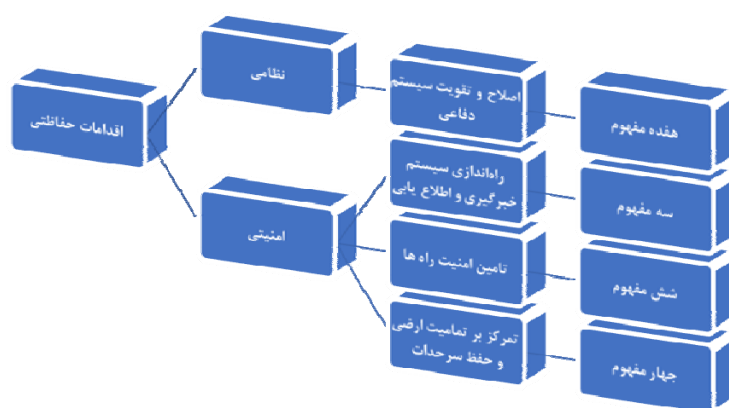 اقدامات حفاظتی
نظامی
امنیتی
اصلاح و تقویت سیستم
دفاعی
راه‌اندازی سیستم
خبرگیری و اطلاع یابی
تامین امنیت راه ها
تمرکز بر تمامیت ارضی
و حفظ سرحدات
هفده مفهوم
سه مفهوم
شش مفهوم
چهار مفهوم